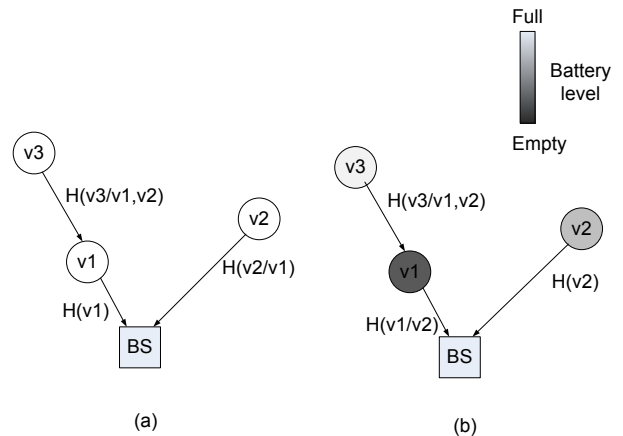 Full
Battery
level
Empty
v3
H(v3/v1,v2)
v2
v1
H(v2/v1)
H(v1)
BS
(a)
v3
H(v3/v1,v2)
v2
v1
H(v2)
H(v1/v2)
BS
(b)